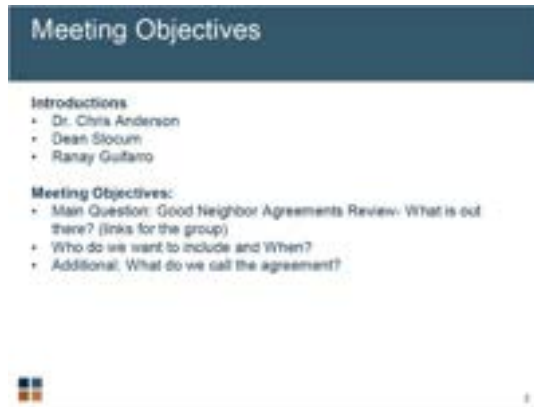 Meeting Objectives
Introductions
• Dr. Chris Anderson
• Dean Slocum
• Ranay Guifarro
Meeting Objectives:
• Main Question: Good Neighbor Agreements Review- What is out
there? (links for the group)
• Who do we want to include and When?
• Additional: What do we call the agreement?